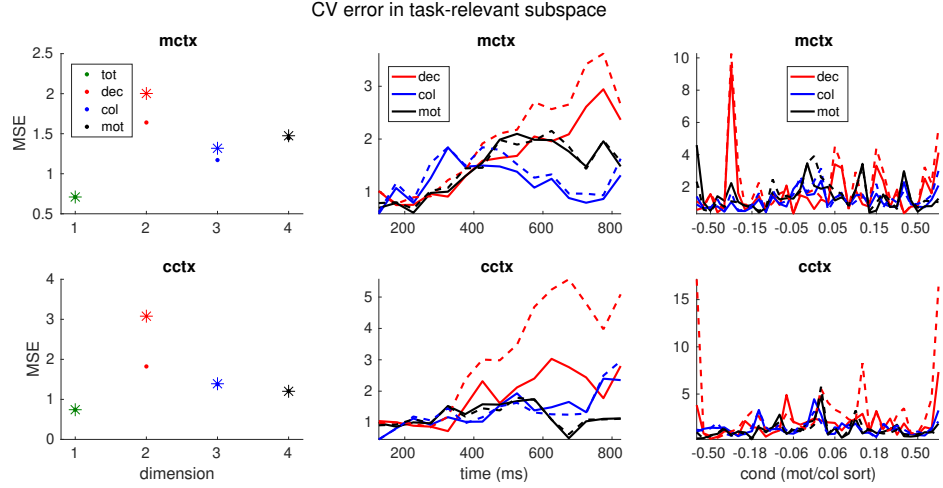 CV error in task-relevant subspace
mctx
mctx
mctx
MSE
2.5
2
1.5
1
0.5
tot
dec
col
mot
1 2 3 4
3
2
1
dec
col
mot
200 400 600 800
10
8
6
4
2
dec
col
mot
-0.50 -0.18 -0.05 0.05 0.15 0.50
cctx
cctx
cctx
MSE
4
3
2
1
0
1 2 3 4
dimension
5
4
3
2
1
200 400 600 800
time (ms)
15
10
5
-0.50 -0.18 -0.05 0.05 0.15 0.50
cond (mot/col sort)